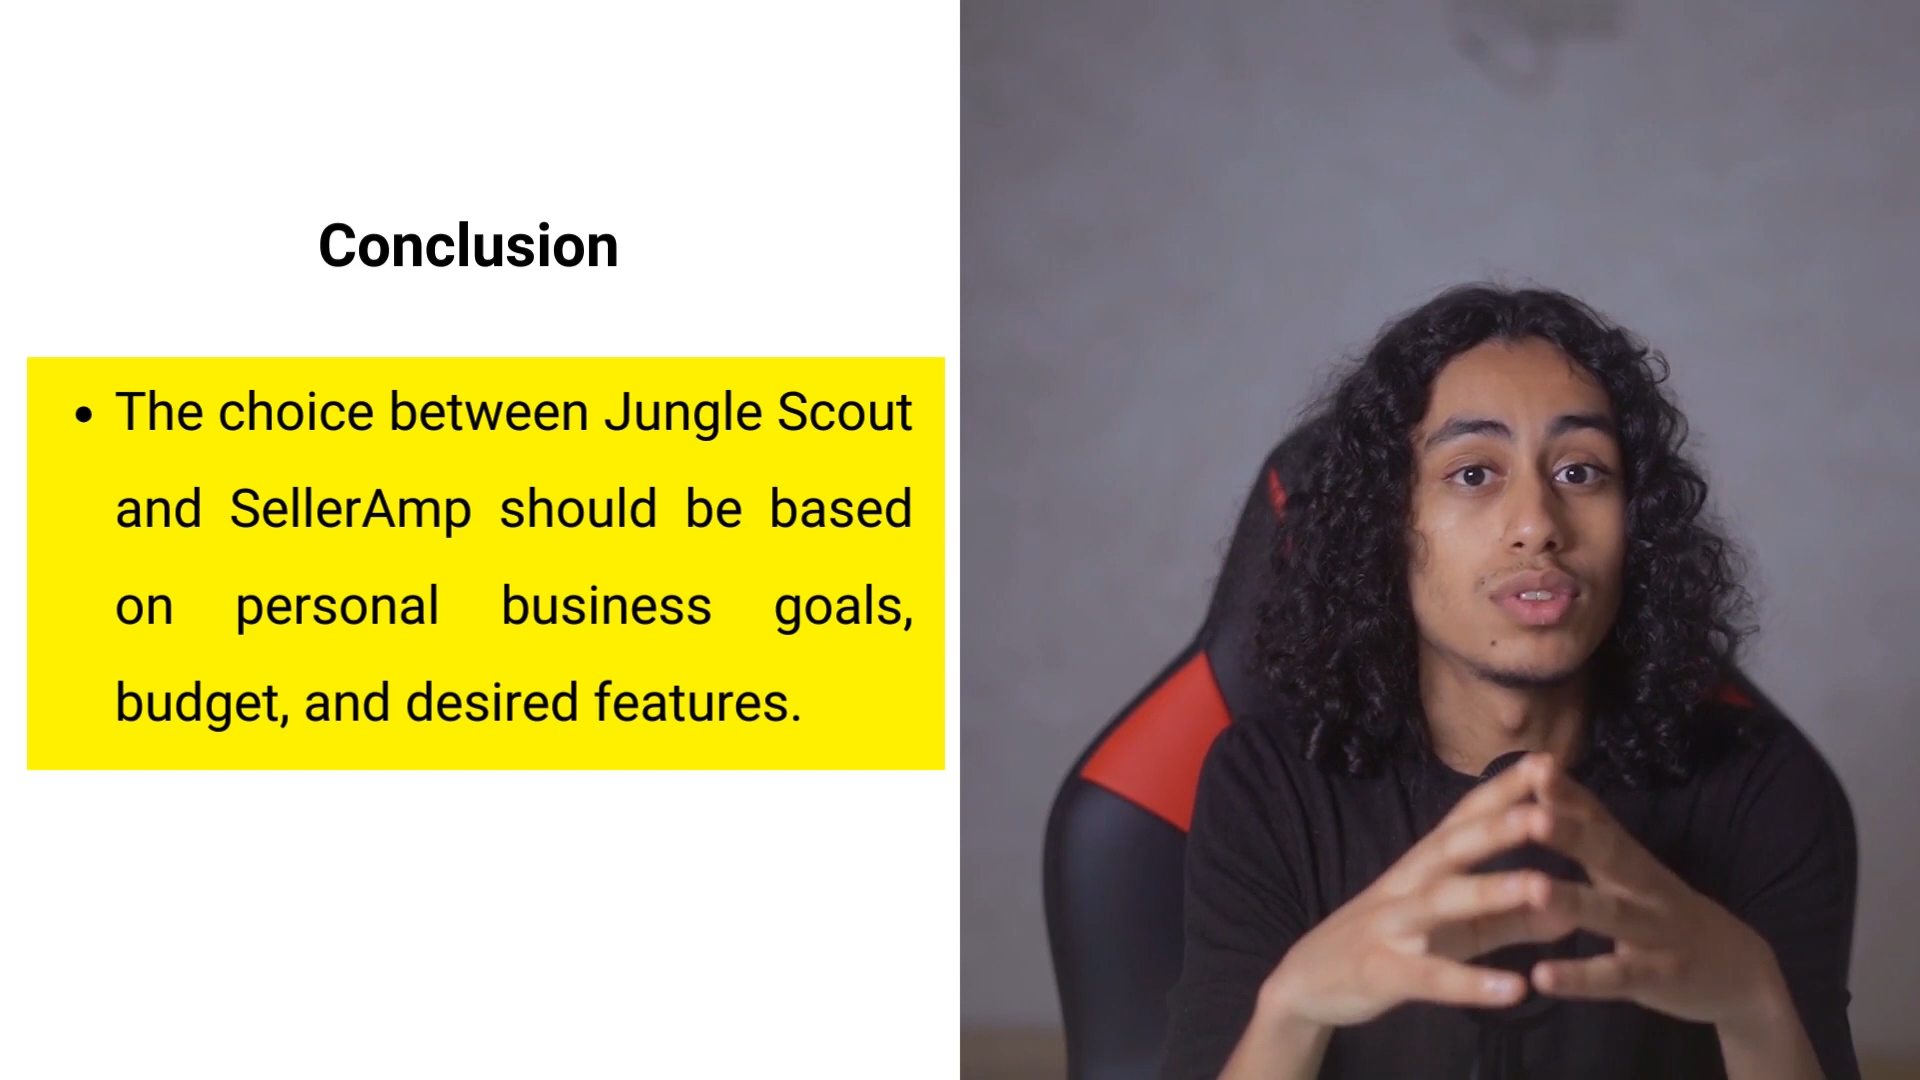 Conclusion
• The choice between Jungle Scout
and SellerAmp should be based
on personal business goals,
budget, and desired features.